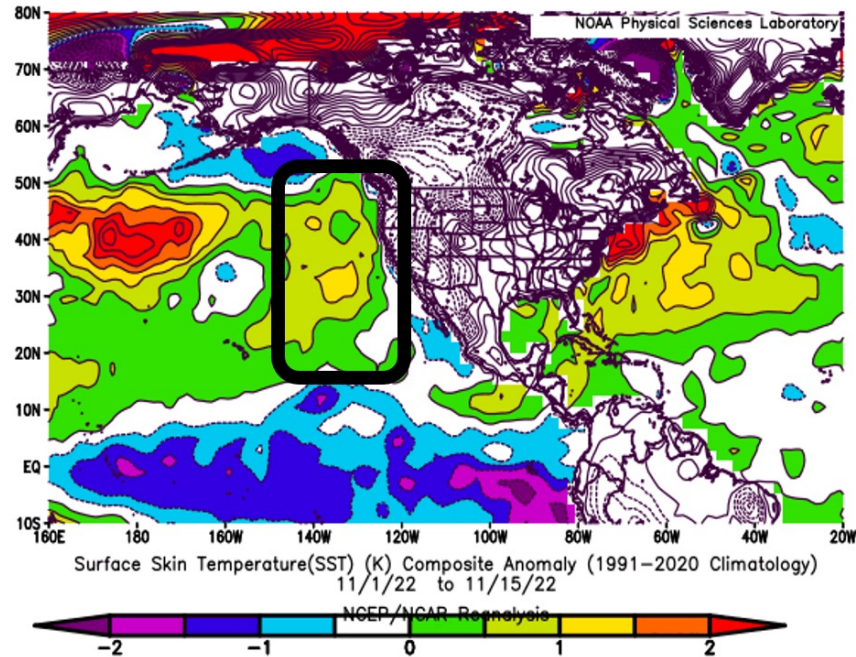 80N
NOAA Physical Sciences Laboratory
70N
60N
50N
40N
30N
20N
10N
EQ
10S
160E 180 160W 140W 120W 100W 80W 60W 40W 20W
Surface Skin Temperature(SST) (K) Composite Anomaly (1991-2020 Climatology)
11/1/22 to 11/15/22
NCEP/NCAR Reanalysis
-2 -1 0 1 2